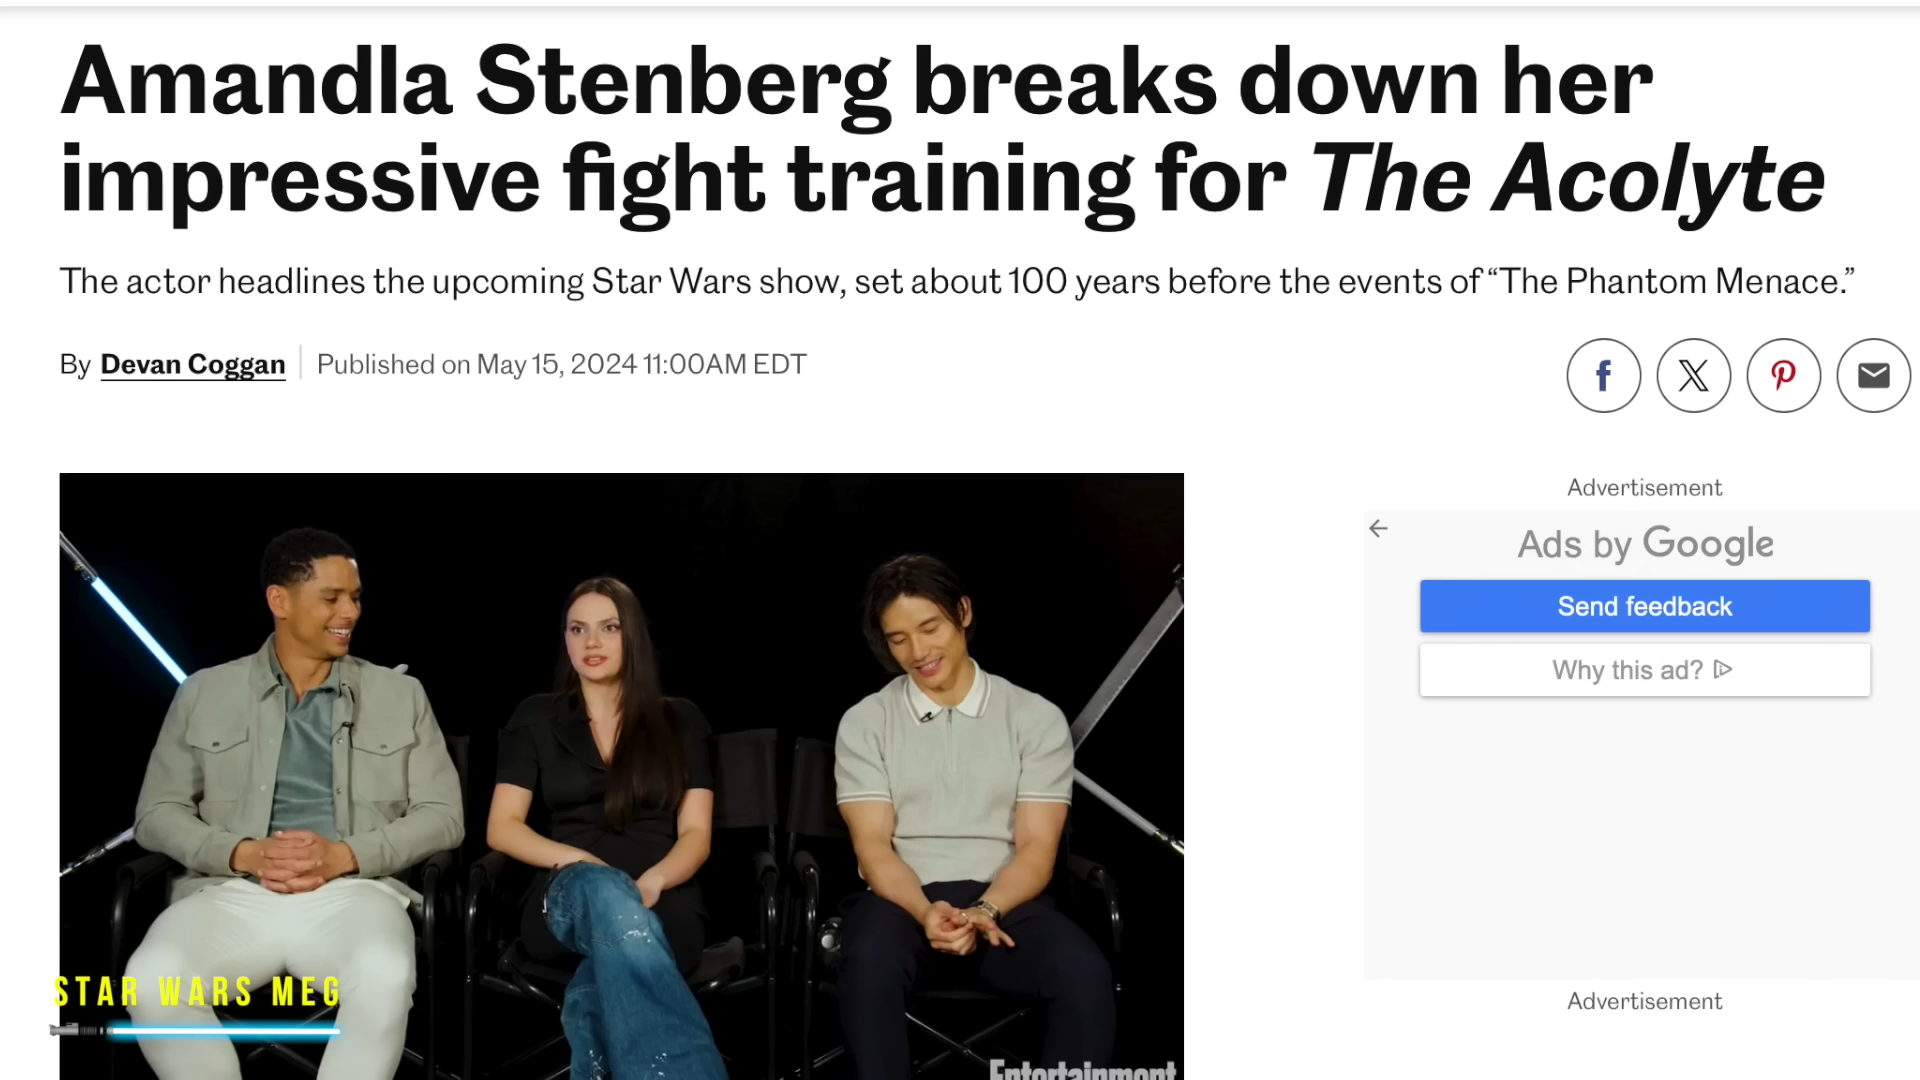 Amandla Stenberg breaks down her
impressive fight training for The Acolyte
The actor headlines the upcoming Star Wars show, set about 100 years before the events of “The Phantom Menace.”
By Devan Coggan
Published on May 15, 2024 11:00AM EDT
Advertisement
Ads by Google
Send feedback
Why this ad?
STAR WARS MEG
Entertainment
Advertisement